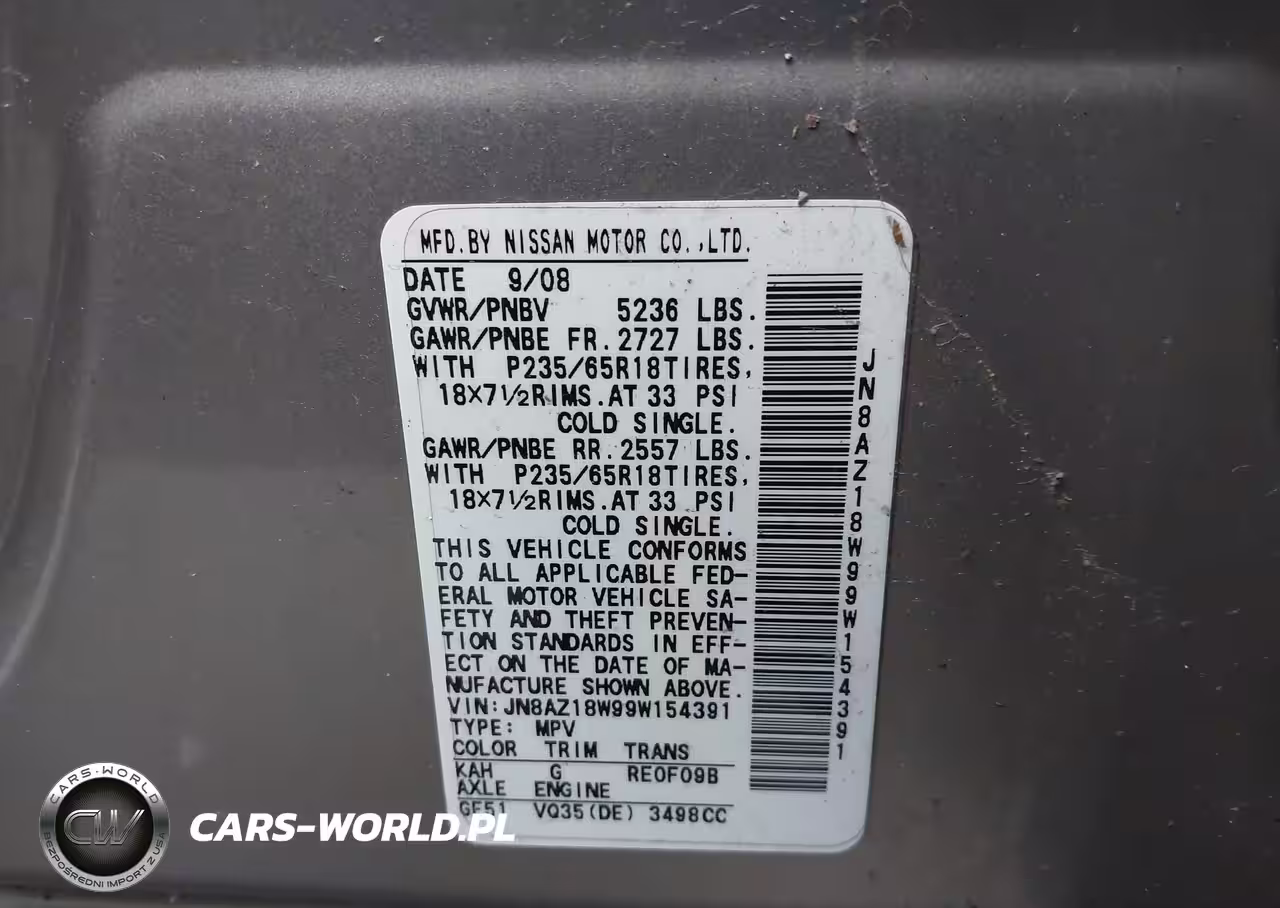 MFD.BY NISSAN MOTOR CO.,LTD.
DATE 9/08
GVWR/PNBV 5236 LBS.
GAWR/PNBE FR.2727 LBS.
WITH P235/65R18TIRES,
18×7½RIMS.AT 33 PSI
COLD SINGLE.
GAWR/PNBE RR.2557 LBS.
WITH P235/65R18TIRES,
18×7½RIMS.AT 33 PSI
COLD SINGLE.
THIS VEHICLE CONFORMS
TO ALL APPLICABLE FED-
ERAL MOTOR VEHICLE SA-
FETY AND THEFT PREVEN-
TION STANDARDS IN EFF-
ECT ON THE DATE OF MA-
NUFACTURE SHOWN ABOVE.
VIN:JN8AZ18W99W154391
TYPE: MPV
COLOR TRIM TRANS
KAH G RE0F09B
AXLE ENGINE
GF51 VQ35(DE) 3498CC
JN8AZ18W99W154391
CARS-WORLD
CW
BEZPOŚREDNI IMPORT Z USA
CARS-WORLD.PL